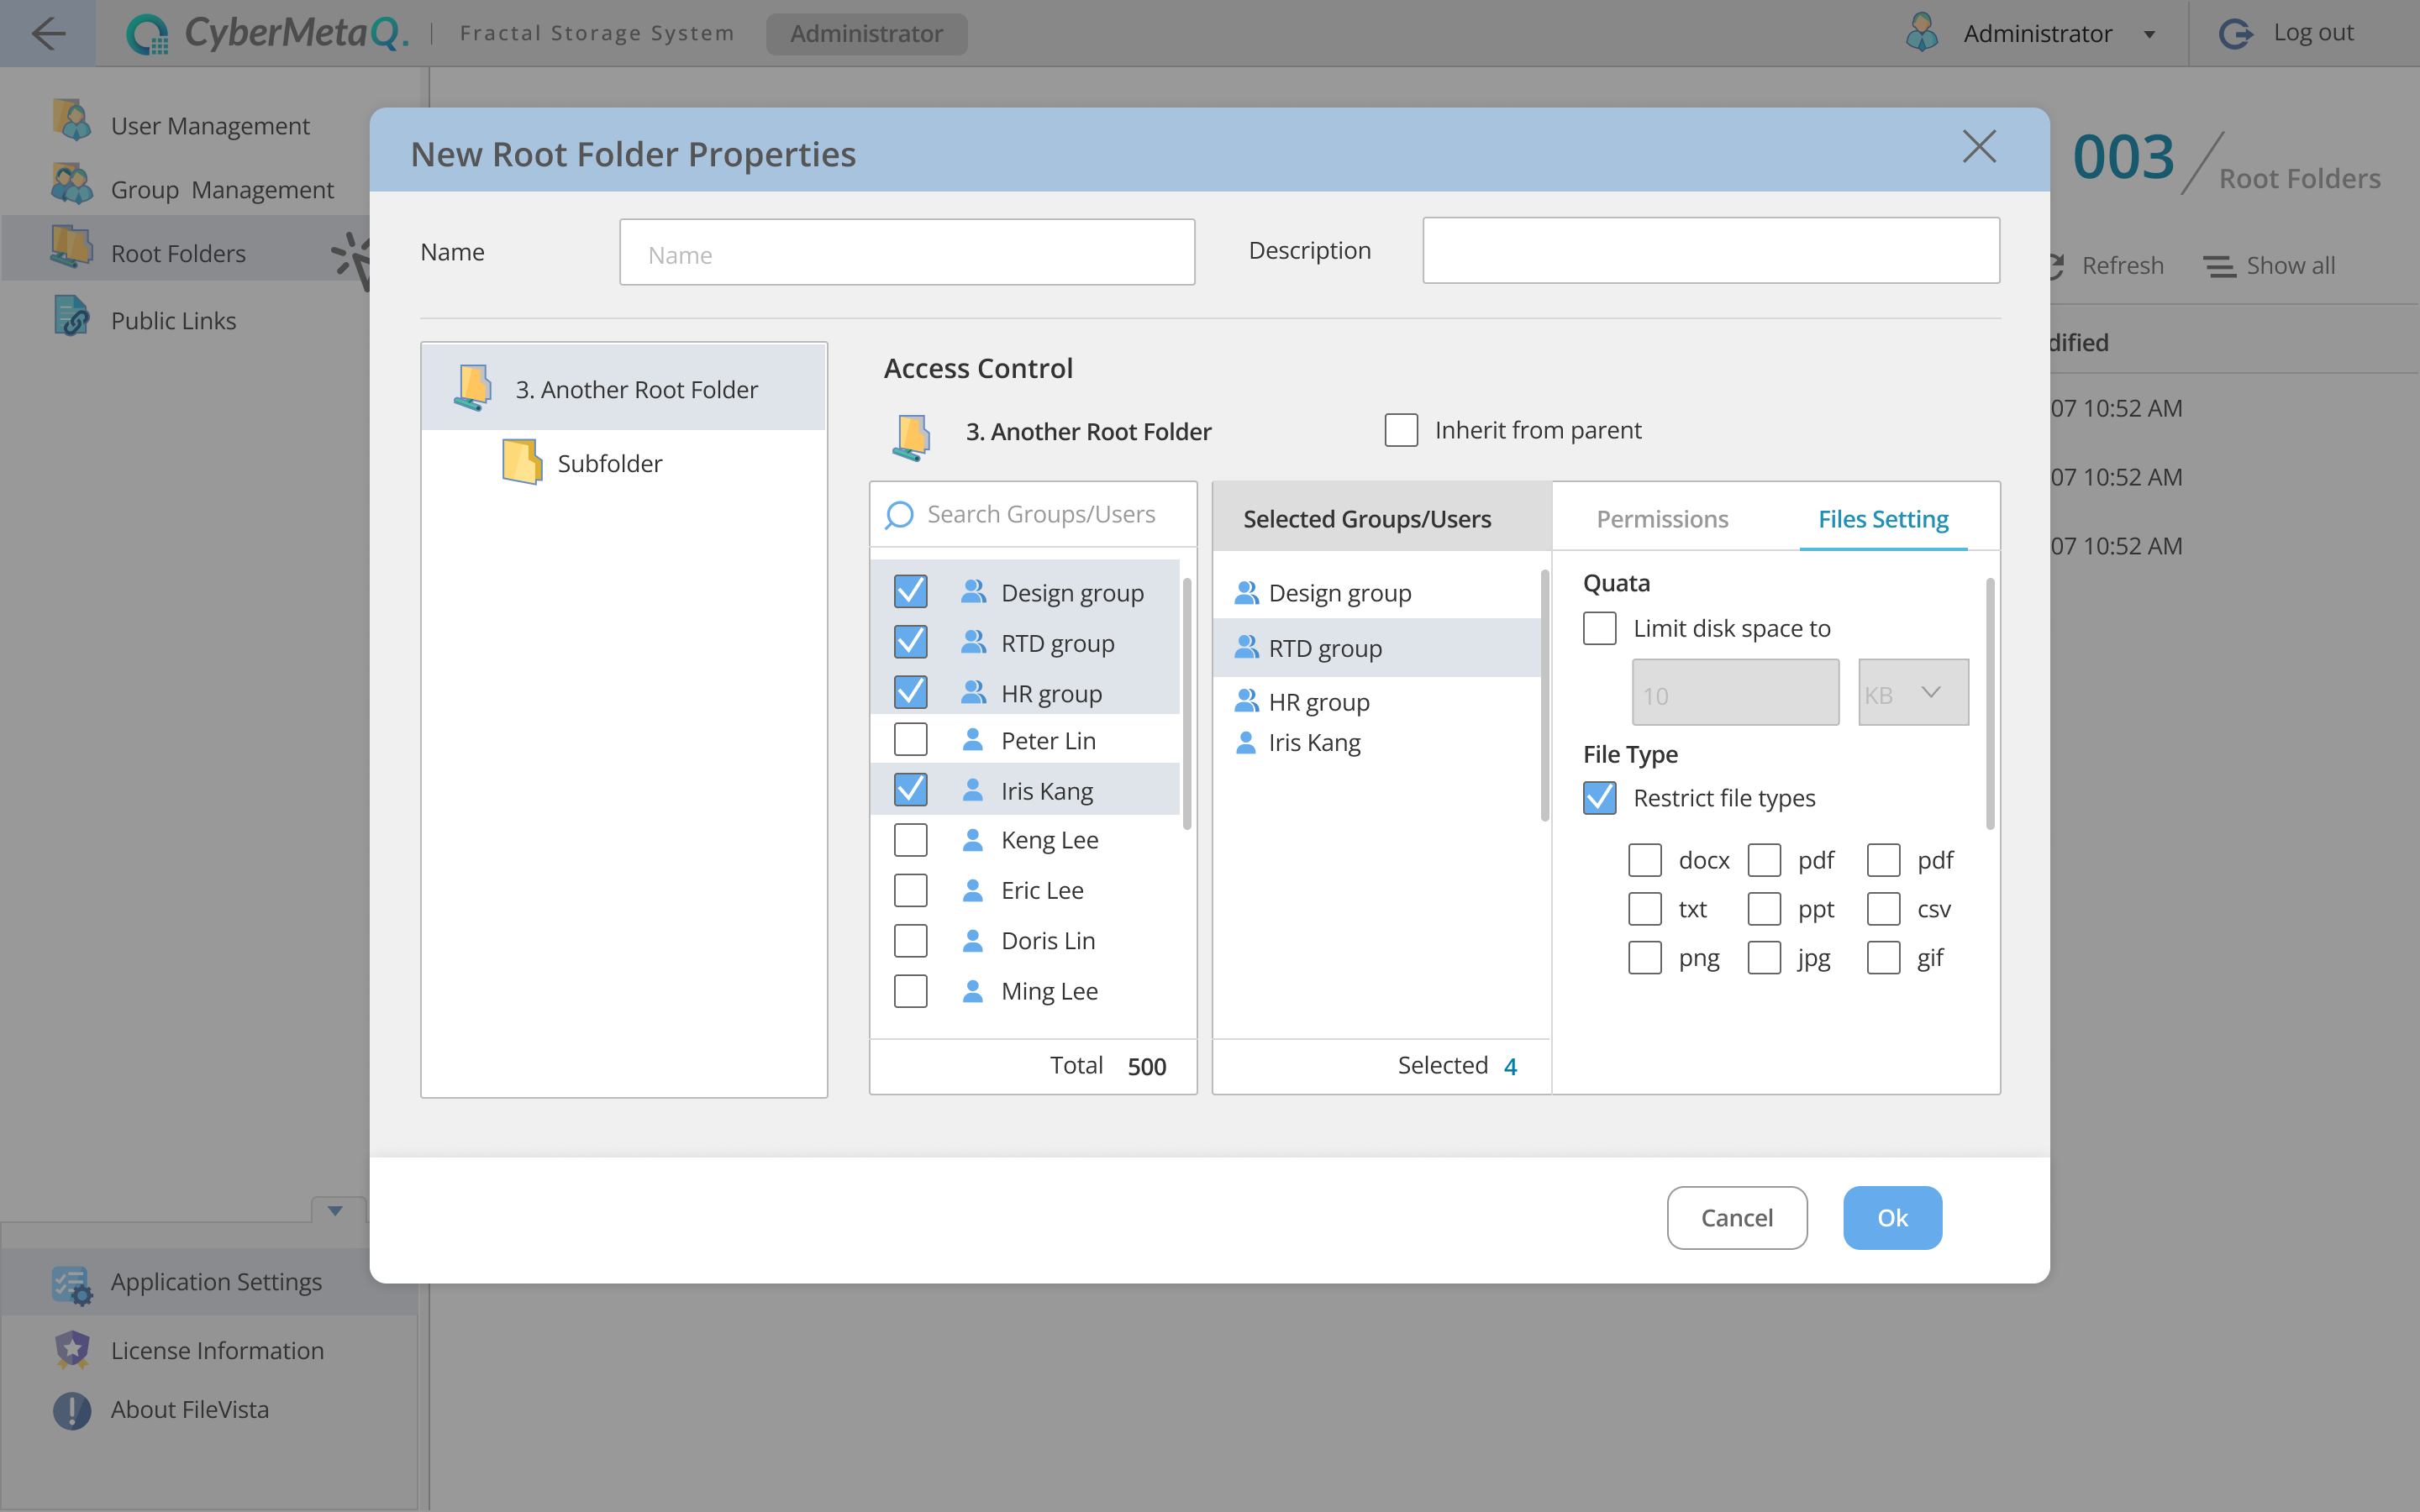 CyberMetaQ.
Fractal Storage System
Administrator
Administrator
Log out
User Management
Group Management
Root Folders
Public Links
Application Settings
License Information
About FileVista
003
Root Folders
Refresh
Show all
dified
07 10:52 AM
07 10:52 AM
07 10:52 AM
New Root Folder Properties
Name
Name
Description
3. Another Root Folder
Subfolder
Access Control
3. Another Root Folder
Inherit from parent
Search Groups/Users
Design group
RTD group
HR group
Peter Lin
Iris Kang
Keng Lee
Eric Lee
Doris Lin
Ming Lee
Total 500
Selected Groups/Users
Design group
RTD group
HR group
Iris Kang
Selected 4
Permissions
Files Setting
Quata
Limit disk space to
10
KB
File Type
Restrict file types
docx pdf pdf
txt ppt csv
png jpg gif
Cancel
Ok